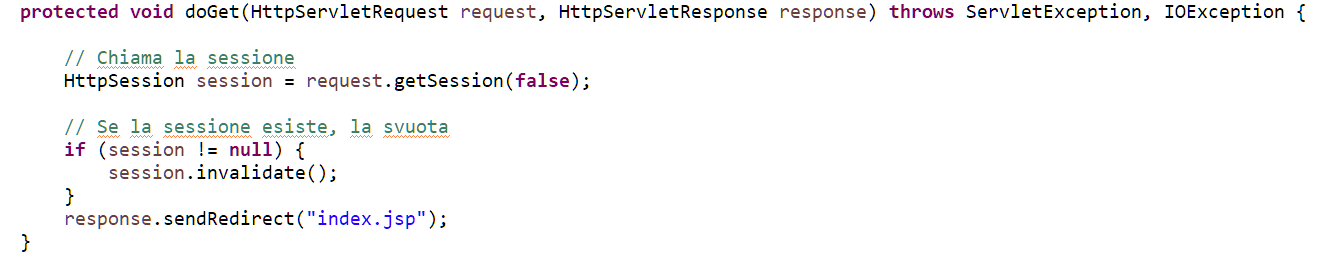 protected void doGet(HttpServletRequest request, HttpServletResponse response) throws ServletException, IOException {
// Chiama la sessione
HttpSession session = request.getSession(false);
// Se la sessione esiste, la svuota
if (session != null) {
session.invalidate();
}
response.sendRedirect("index.jsp");
}